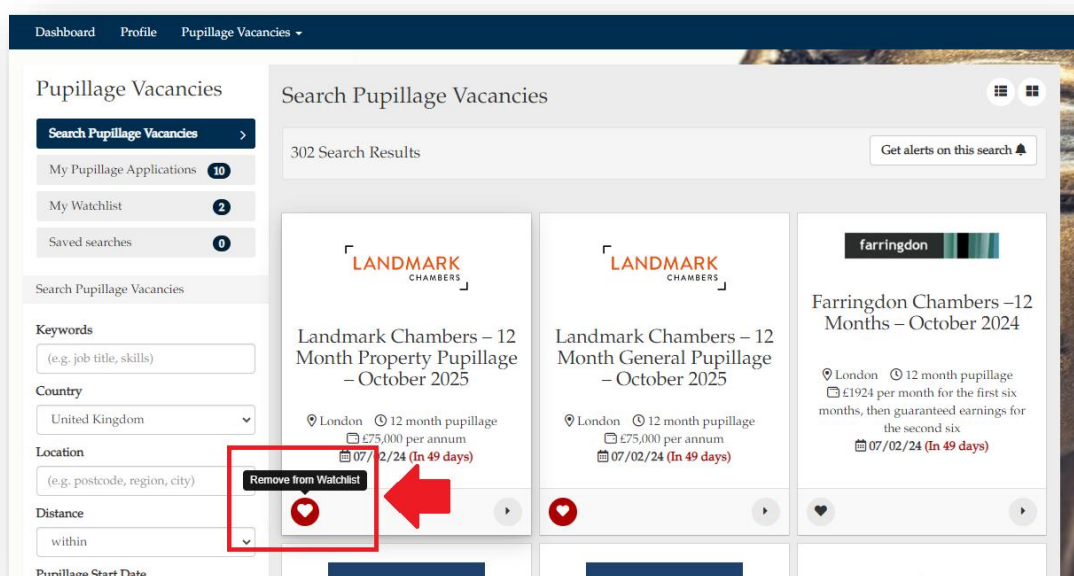 Dashboard Profile Pupillage Vacancies
Pupillage Vacancies
Search Pupillage Vacancies
My Pupillage Applications 10
My Watchlist 2
Saved searches 0
Search Pupillage Vacancies
Keywords
(e.g. job title, skills)
Country
United Kingdom
Location
(e.g. postcode, region, city)
Distance
within
Pupillage Start Date
Search Pupillage Vacancies
302 Search Results
Get alerts on this search
LANDMARK
CHAMBERS
Landmark Chambers – 12
Month Property Pupillage
– October 2025
London 12 month pupillage
£75,000 per annum
07/02/24 (In 49 days)
Remove from Watchlist
LANDMARK
CHAMBERS
Landmark Chambers – 12
Month General Pupillage
– October 2025
London 12 month pupillage
£75,000 per annum
07/02/24 (In 49 days)
farringdon
Farringdon Chambers –12
Months – October 2024
London 12 month pupillage
£1924 per month for the first six
months, then guaranteed earnings for
the second six
07/02/24 (In 49 days)